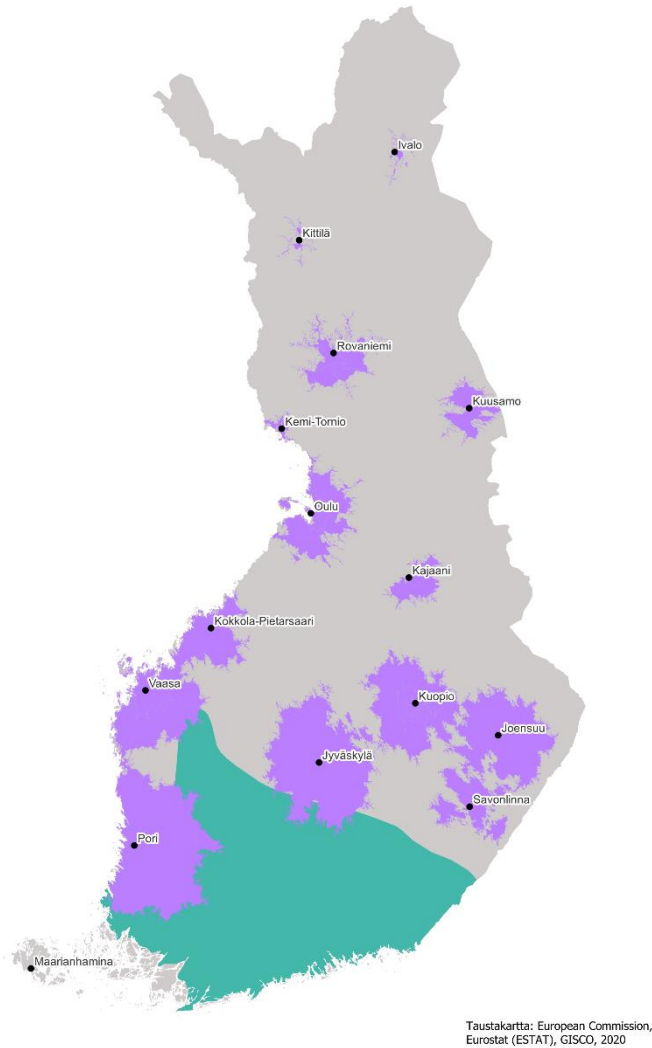 Ivalo
Kittilä
Rovaniemi
Kuusamo
Kemi-Tornio
Oulu
Kajaani
Kokkola-Pietarsaari
Vaasa
Kuopio
Joensuu
Jyväskylä
Savonlinna
Pori
Maarianhamina
Taustakartta: European Commission,
Eurostat (ESTAT), GISCO, 2020